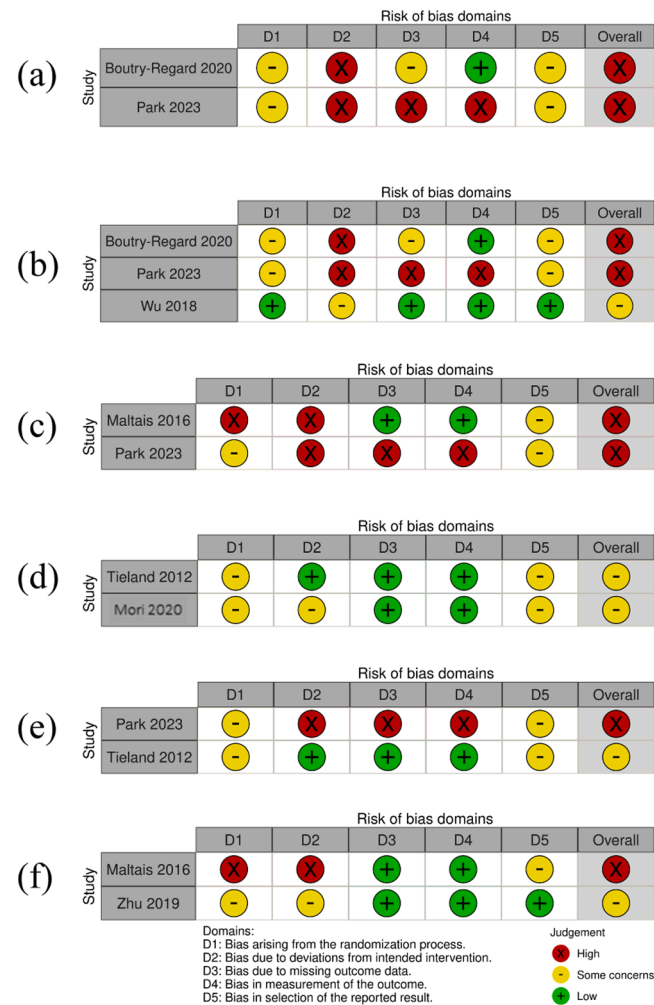 (a)
Risk of bias domains
D1 D2 D3 D4 D5 Overall
Study
Boutry-Regard 2020 - X - + - X
Park 2023 - X X X - X
(b)
Risk of bias domains
D1 D2 D3 D4 D5 Overall
Study
Boutry-Regard 2020 - X - + - X
Park 2023 - X X X - X
Wu 2018 + - + + + -
(c)
Risk of bias domains
D1 D2 D3 D4 D5 Overall
Study
Maltais 2016 X X + + - X
Park 2023 - X X X - X
(d)
Risk of bias domains
D1 D2 D3 D4 D5 Overall
Study
Tieland 2012 - + + + - -
Mori 2020 - - + + - -
(e)
Risk of bias domains
D1 D2 D3 D4 D5 Overall
Study
Park 2023 - X X X - X
Tieland 2012 - + + + - -
(f)
Risk of bias domains
D1 D2 D3 D4 D5 Overall
Study
Maltais 2016 X X + + - X
Zhu 2019 - - + + + -
Domains:
D1: Bias arising from the randomization process.
D2: Bias due to deviations from intended intervention.
D3: Bias due to missing outcome data.
D4: Bias in measurement of the outcome.
D5: Bias in selection of the reported result.
Judgement
X High
- Some concerns
+ Low